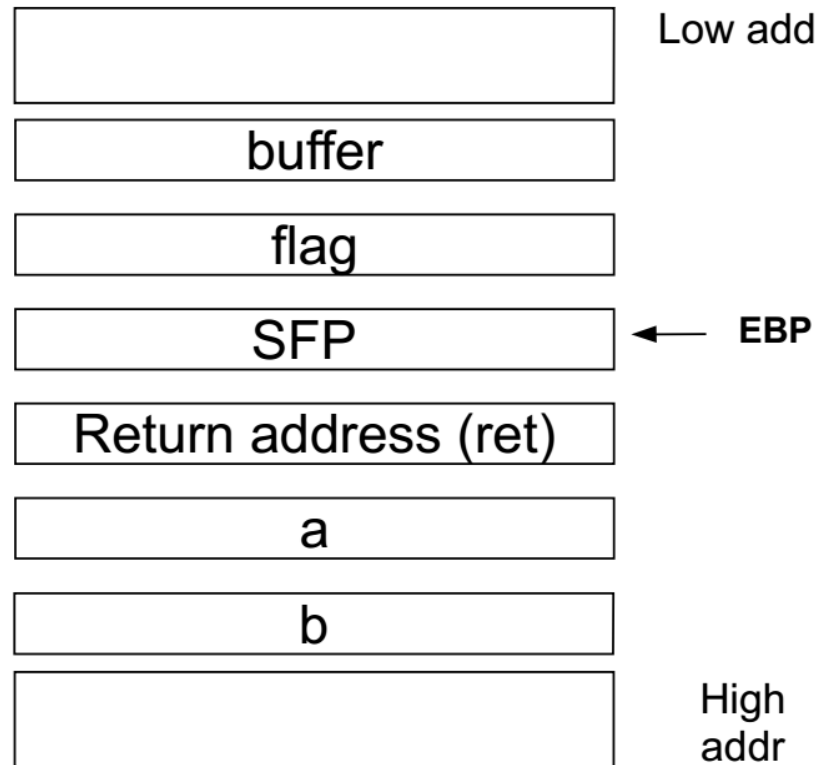 Low add
buffer
flag
SFP
EBP
Return address (ret)
a
b
High
addr